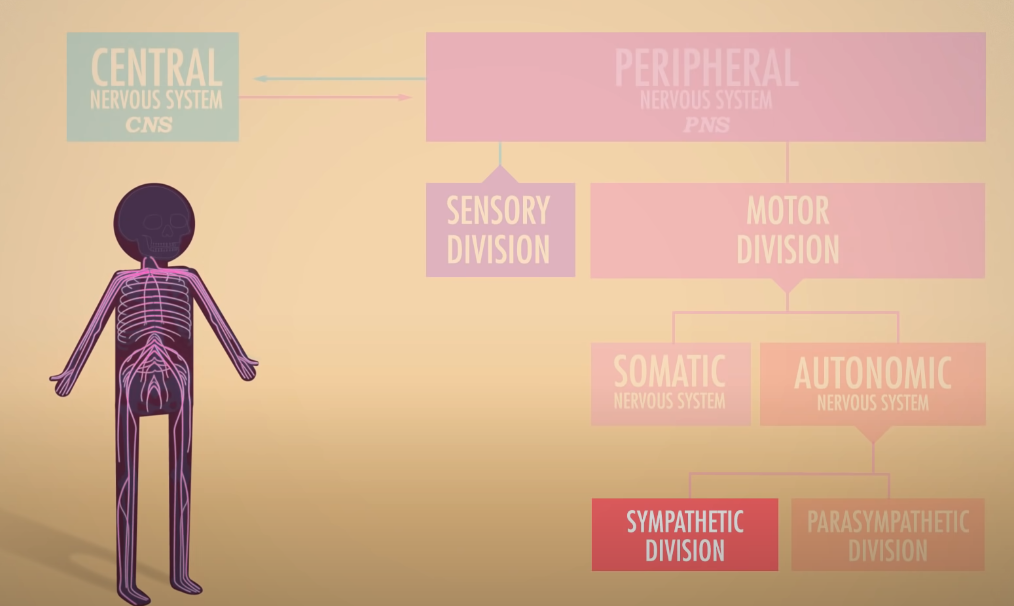 CENTRAL
NERVOUS SYSTEM
CNS
PERIPHERAL
NERVOUS SYSTEM
PNS
SENSORY
DIVISION
MOTOR
DIVISION
SOMATIC
NERVOUS SYSTEM
AUTONOMIC
NERVOUS SYSTEM
SYMPATHETIC
DIVISION
PARASYMPATHETIC
DIVISION